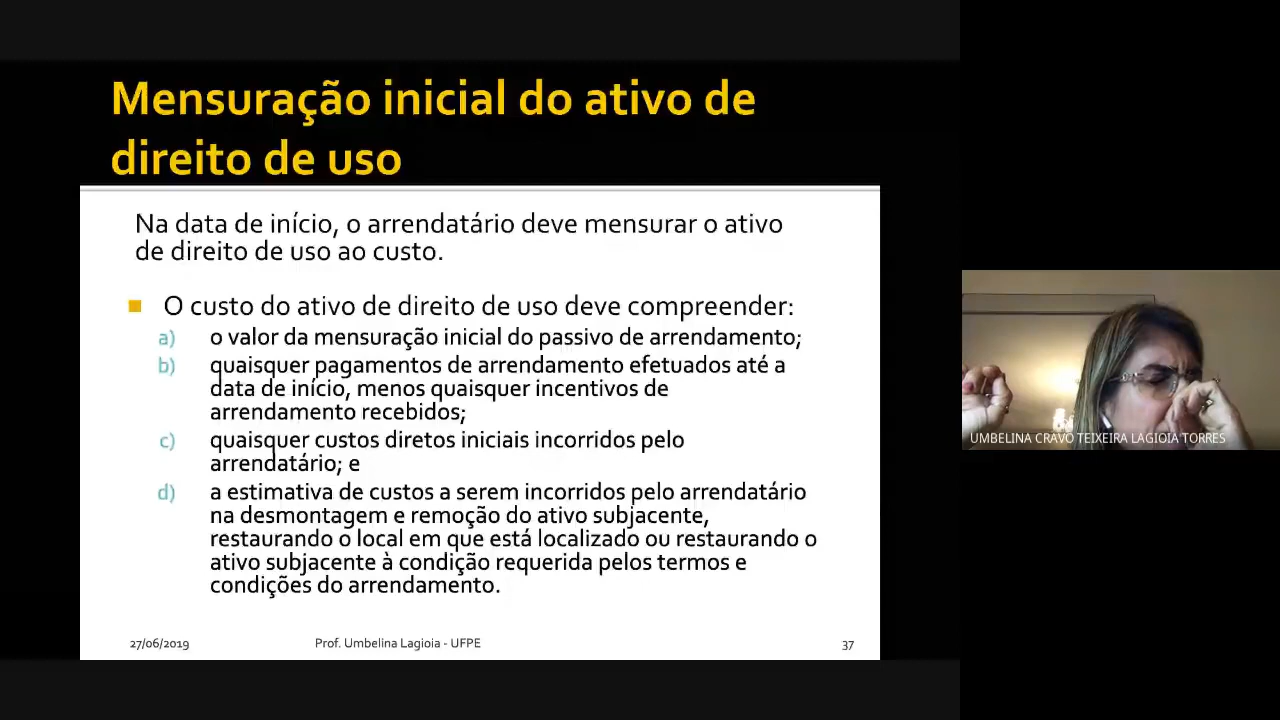 Mensuração inicial do ativo de
direito de uso
Na data de início, o arrendatário deve mensurar o ativo
de direito de uso ao custo.
O custo do ativo de direito de uso deve compreender:
a) o valor da mensuração inicial do passivo de arrendamento;
b) quaisquer pagamentos de arrendamento efetuados até a
data de início, menos quaisquer incentivos de
arrendamento recebidos;
c) quaisquer custos diretos iniciais incorridos pelo
arrendatário; e
d) a estimativa de custos a serem incorridos pelo arrendatário
na desmontagem e remoção do ativo subjacente,
restaurando o local em que está localizado ou restaurando o
ativo subjacente à condição requerida pelos termos e
condições do arrendamento.
27/06/2019 Prof. Umbelina Lagioia - UFPE 37
UMBELINA CRAVO TEIXEIRA LAGIOIA TORRES